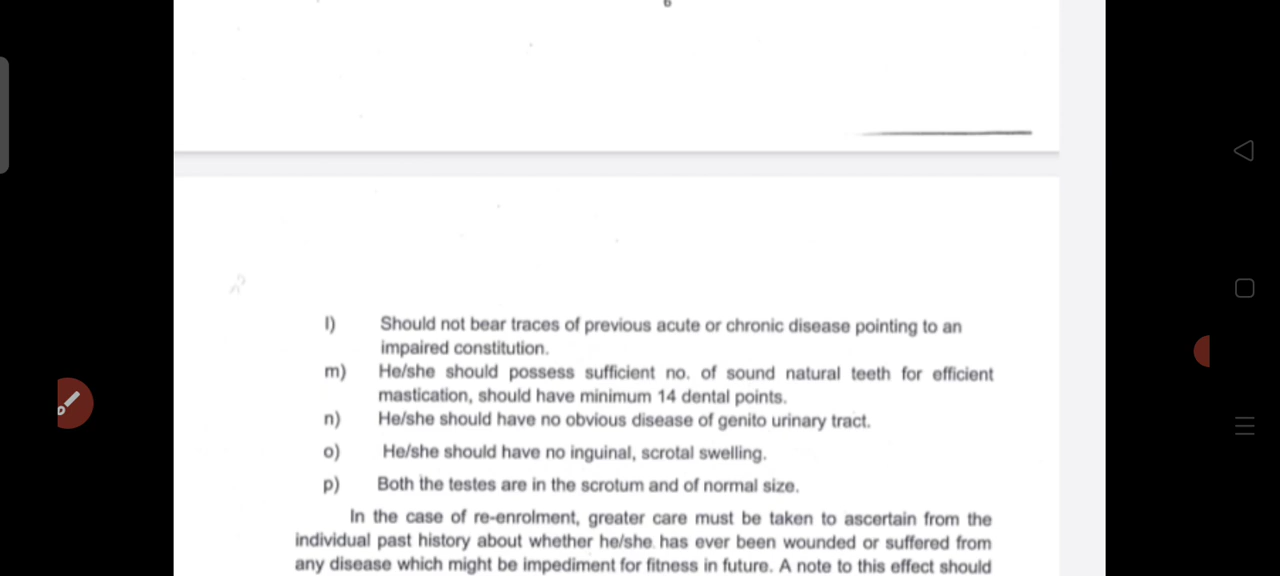 l) Should not bear traces of previous acute or chronic disease pointing to an
impaired constitution.
m) He/she should possess sufficient no. of sound natural teeth for efficient
mastication, should have minimum 14 dental points.
n) He/she should have no obvious disease of genito urinary tract.
o) He/she should have no inguinal, scrotal swelling.
p) Both the testes are in the scrotum and of normal size.
In the case of re-enrolment, greater care must be taken to ascertain from the
individual past history about whether he/she has ever been wounded or suffered from
any disease which might be impediment for fitness in future. A note to this effect should